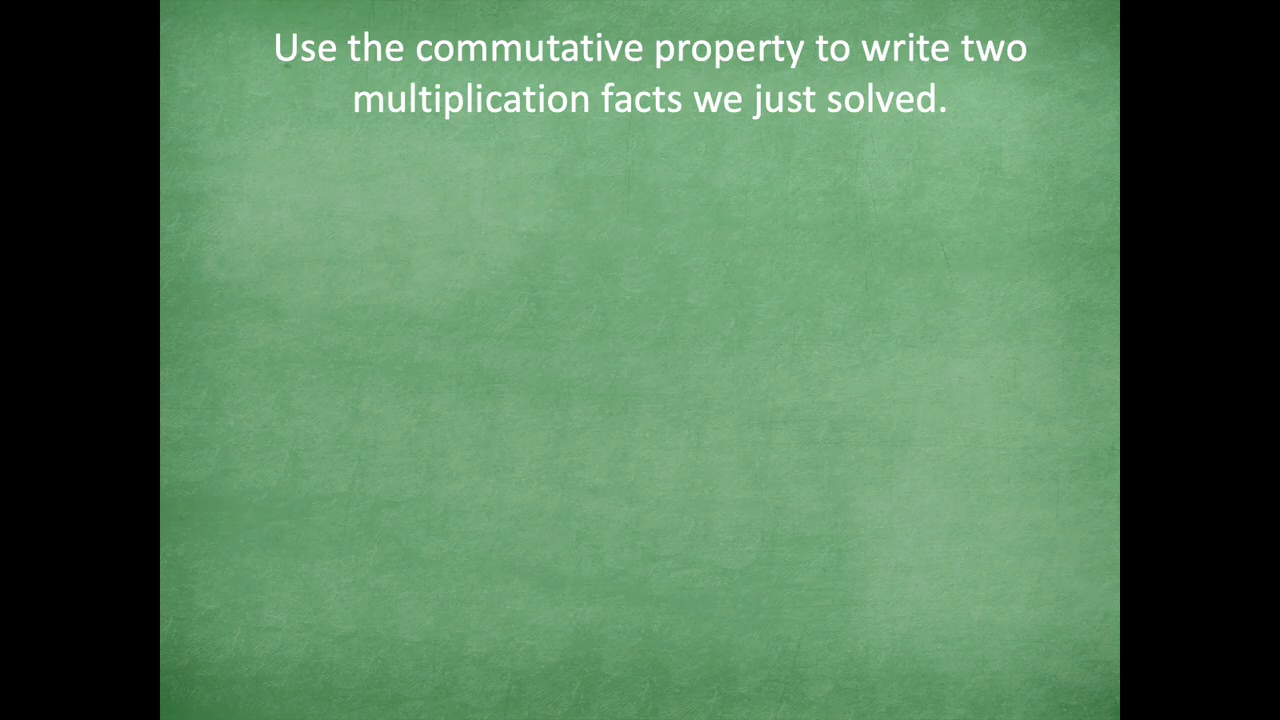 Use the commutative property to write two
multiplication facts we just solved.